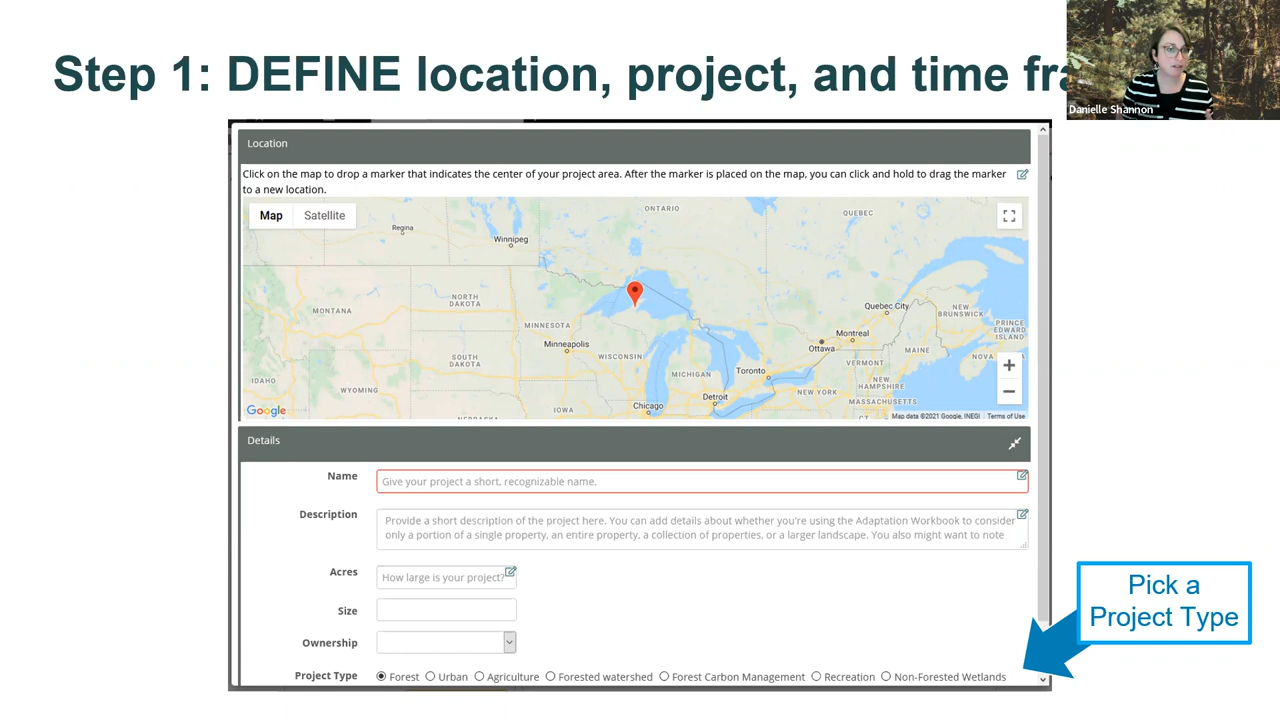 Step 1: DEFINE location, project, and time fra
Danielle Shannon
Location
Click on the map to drop a marker that indicates the center of your project area. After the marker is placed on the map, you can click and hold to drag the marker
to a new location.
Map Satellite
ONTARIO
QUEBEC
Regina
Winnipeg
NORTH
DAKOTA
MONTANA
MINNESOTA
Minneapolis
SOUTH
DAKOTA
WISCONSIN
MICHIGAN
Toronto
Ottawa
Montreal
Quebec City
NEW
BRUNSWICK
PRINCE
EDWARD
ISLAND
MAINE
NOVA
VERMONT
NEW
HAMPSHIRE
MASSACHUSETTS
NEW YORK
IDAHO
WYOMING
IOWA
Chicago
Detroit
CT
RI
NEBRASKA
Google
Map data ©2021 Google, INEGI Terms of Use
Details
Name
Give your project a short, recognizable name.
Description
Provide a short description of the project here. You can add details about whether you're using the Adaptation Workbook to consider
only a portion of a single property, an entire property, a collection of properties, or a larger landscape. You also might want to note
Acres
How large is your project?
Size
Ownership
Project Type Forest Urban Agriculture Forested watershed Forest Carbon Management Recreation Non-Forested Wetlands
Pick a
Project Type